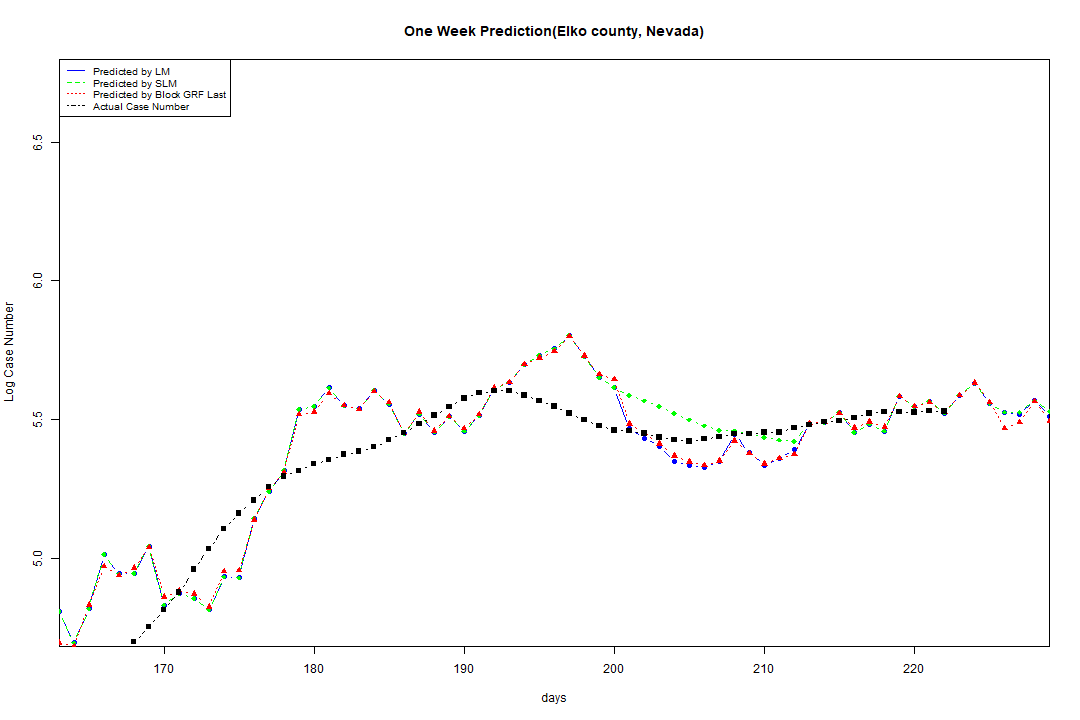 One Week Prediction(Elko county, Nevada)
Predicted by LM
Predicted by SLM
Predicted by Block GRF Last
Actual Case Number
6.5
6.0
5.5
5.0
Log Case Number
170 180 190 200 210 220
days